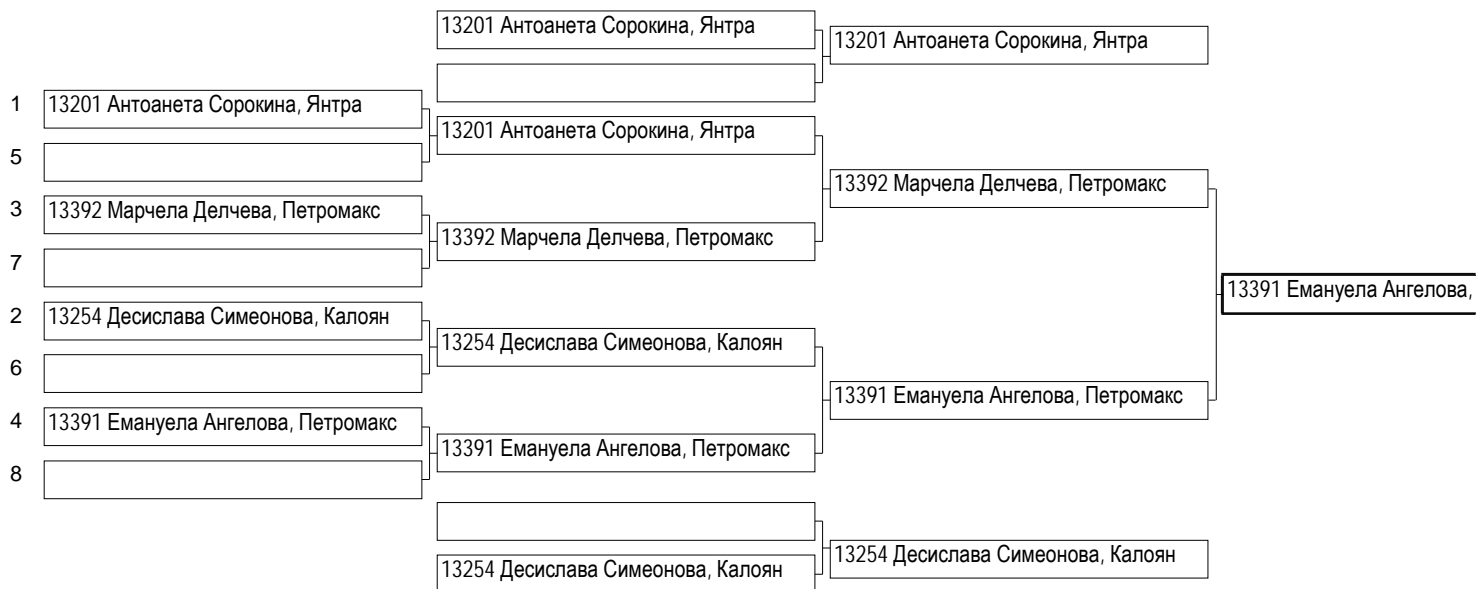 13201 Антоанета Сорокина, Янтра
13201 Антоанета Сорокина, Янтра
1 13201 Антоанета Сорокина, Янтра
13201 Антоанета Сорокина, Янтра
5
13392 Марчела Делчева, Петромакс
3 13392 Марчела Делчева, Петромакс
13392 Марчела Делчева, Петромакс
7
13391 Емануела Ангелова,
2 13254 Десислава Симеонова, Калоян
13254 Десислава Симеонова, Калоян
6
13391 Емануела Ангелова, Петромакс
4 13391 Емануела Ангелова, Петромакс
13391 Емануела Ангелова, Петромакс
8
13254 Десислава Симеонова, Калоян
13254 Десислава Симеонова, Калоян